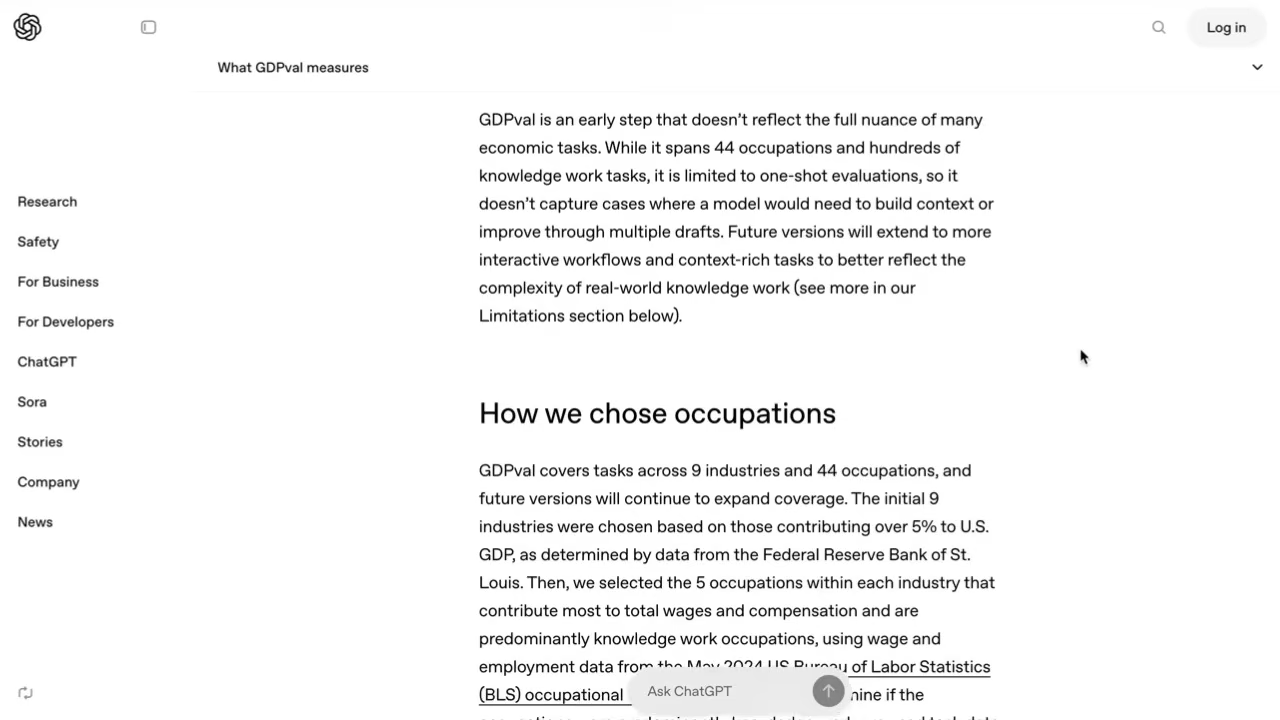 Log in
What GDPval measures
GDPval is an early step that doesn’t reflect the full nuance of many
economic tasks. While it spans 44 occupations and hundreds of
knowledge work tasks, it is limited to one-shot evaluations, so it
doesn’t capture cases where a model would need to build context or
improve through multiple drafts. Future versions will extend to more
interactive workflows and context-rich tasks to better reflect the
complexity of real-world knowledge work (see more in our
Limitations section below).
Research
Safety
For Business
For Developers
ChatGPT
Sora
Stories
Company
News
How we chose occupations
GDPval covers tasks across 9 industries and 44 occupations, and
future versions will continue to expand coverage. The initial 9
industries were chosen based on those contributing over 5% to U.S.
GDP, as determined by data from the Federal Reserve Bank of St.
Louis. Then, we selected the 5 occupations within each industry that
contribute most to total wages and compensation and are
predominantly knowledge work occupations, using wage and
employment data from the May 2024 US Bureau of Labor Statistics
(BLS) occupational
if the
Ask ChatGPT